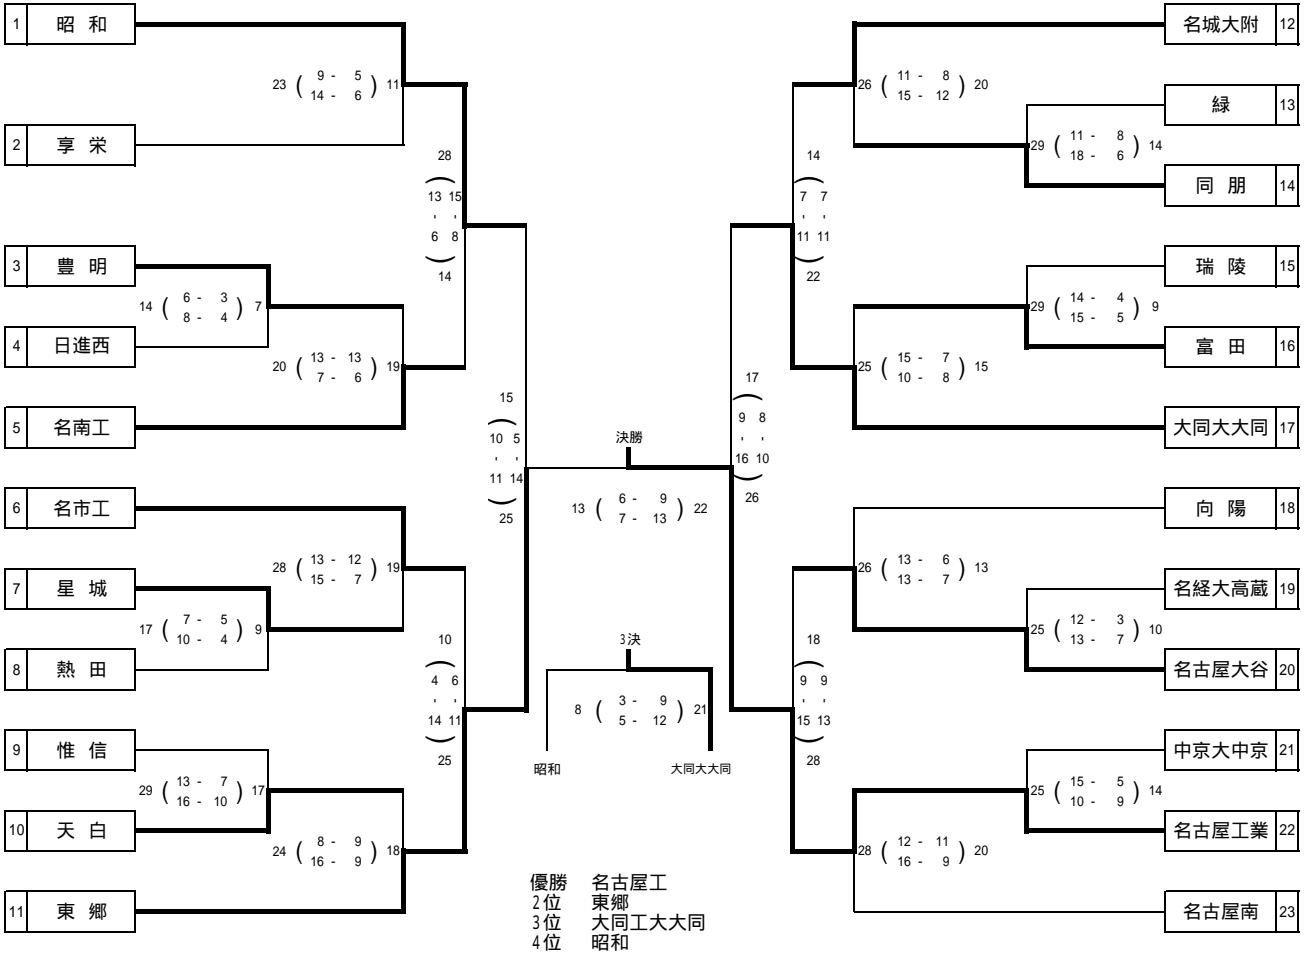 1 昭和
2 享栄
3 豊明
4 日進西
5 名南工
6 名市工
7 星城
8 熱田
9 惟信
10 天白
11 東郷
23 ( 9 - 5 14 - 6 ) 11
14 ( 6 - 3 8 - 4 ) 7
20 ( 13 - 13 7 - 6 ) 19
28 ( 13 - 12 15 - 7 ) 19
17 ( 7 - 5 10 - 4 ) 9
29 ( 13 - 7 16 - 10 ) 17
24 ( 8 - 9 16 - 9 ) 18
28
( 13 15
- -
6 8 )
14
10
( 4 6
- -
14 11 )
25
15
( 10 5
- -
11 14 )
25
決勝
13 ( 6 - 9 7 - 13 ) 22
3決
8 ( 3 - 9 5 - 12 ) 21
昭和 大同大大同
17
( 9 8
- -
16 10 )
26
14
( 7 7
- -
11 11 )
22
18
( 9 9
- -
15 13 )
28
26 ( 11 - 8 15 - 12 ) 20
29 ( 11 - 8 18 - 6 ) 14
29 ( 14 - 4 15 - 5 ) 9
25 ( 15 - 7 10 - 8 ) 15
26 ( 13 - 6 13 - 7 ) 13
25 ( 12 - 3 13 - 7 ) 10
25 ( 15 - 5 10 - 9 ) 14
28 ( 12 - 11 16 - 9 ) 20
名城大附 12
緑 13
同朋 14
瑞陵 15
富田 16
大同大大同 17
向陽 18
名経大高蔵 19
名古屋大谷 20
中京大中京 21
名古屋工業 22
名古屋南 23
優勝 名古屋工
2位 東郷
3位 大同工大大同
4位 昭和